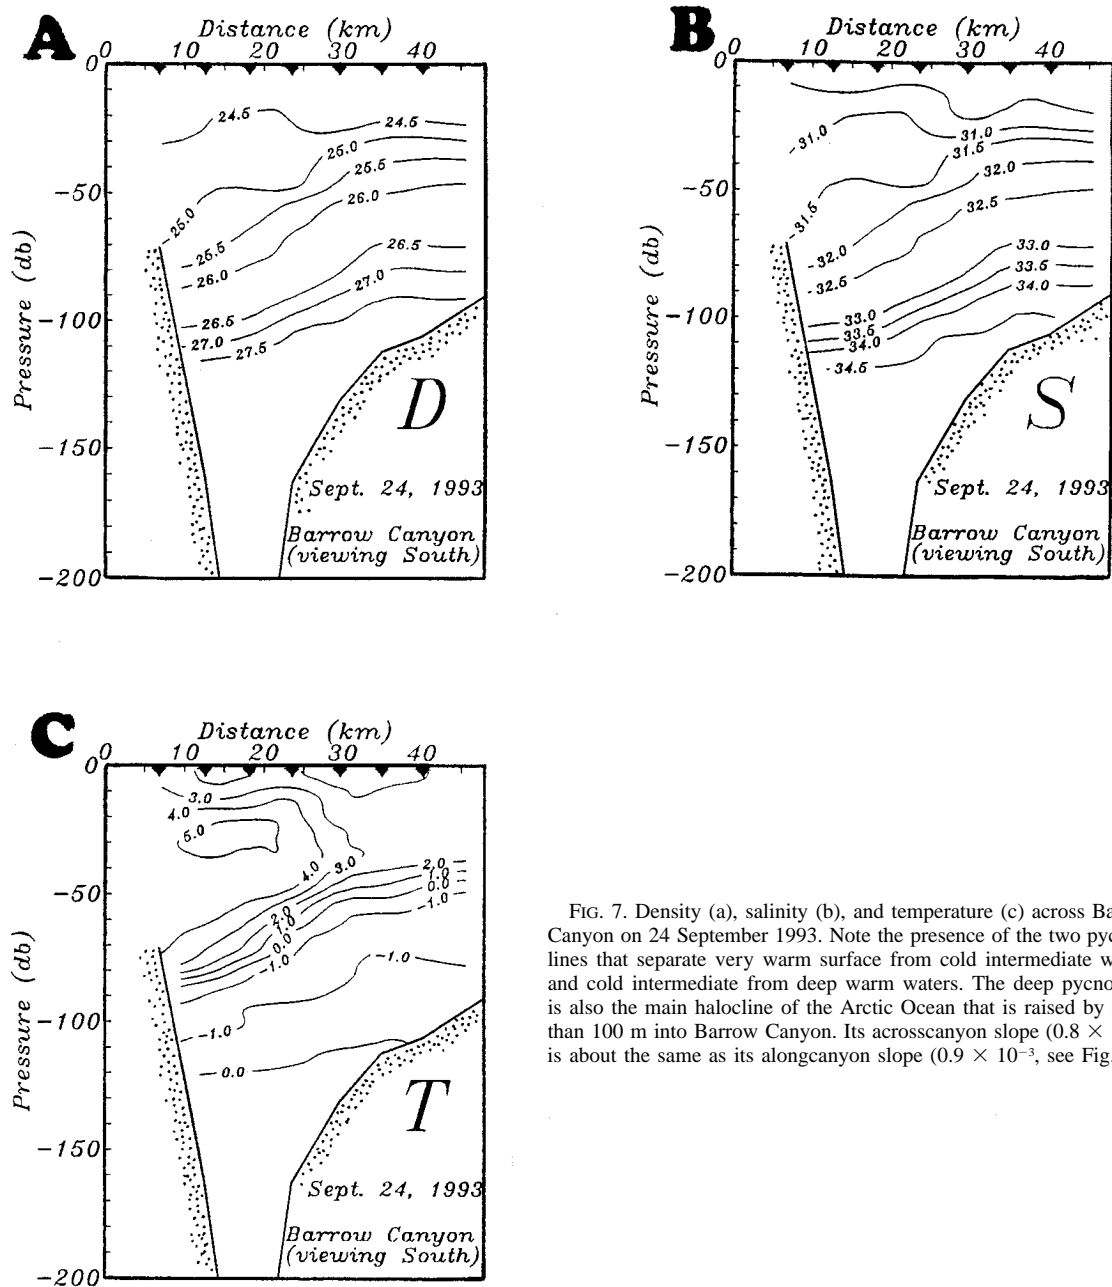 A
Distance (km)
0 10 20 30 40
0
-50
-100
-150
-200
Pressure (db)
24.5
24.5
25.0
25.5
26.0
25.0
25.5
26.0
26.5
27.0
26.5
27.0
27.5
D
Sept. 24, 1993
Barrow Canyon
(viewing South)
B
Distance (km)
0 10 20 30 40
0
-50
-100
-150
-200
Pressure (db)
31.0
31.0
31.5
32.0
32.5
31.5
32.0
32.5
33.0
33.5
34.0
33.0
33.5
34.0
34.5
S
Sept. 24, 1993
Barrow Canyon
(viewing South)
C
Distance (km)
0 10 20 30 40
0
-50
-100
-150
-200
Pressure (db)
3.0
4.0
5.0
4.0
3.0
2.0
1.0
0.0
-1.0
2.0
1.0
0.0
-1.0
-1.0
-1.0
0.0
T
Sept. 24, 1993
Barrow Canyon
(viewing South)
FIG. 7. Density (a), salinity (b), and temperature (c) across
Canyon on 24 September 1993. Note the presence of the two
lines that separate very warm surface from cold intermediate
and cold intermediate from deep warm waters. The deep
is also the main halocline of the Arctic Ocean that is raised by
than 100 m into Barrow Canyon. Its acrosscanyon slope (0.8 ×
is about the same as its alongcanyon slope (0.9 × 10⁻³, see Fig.